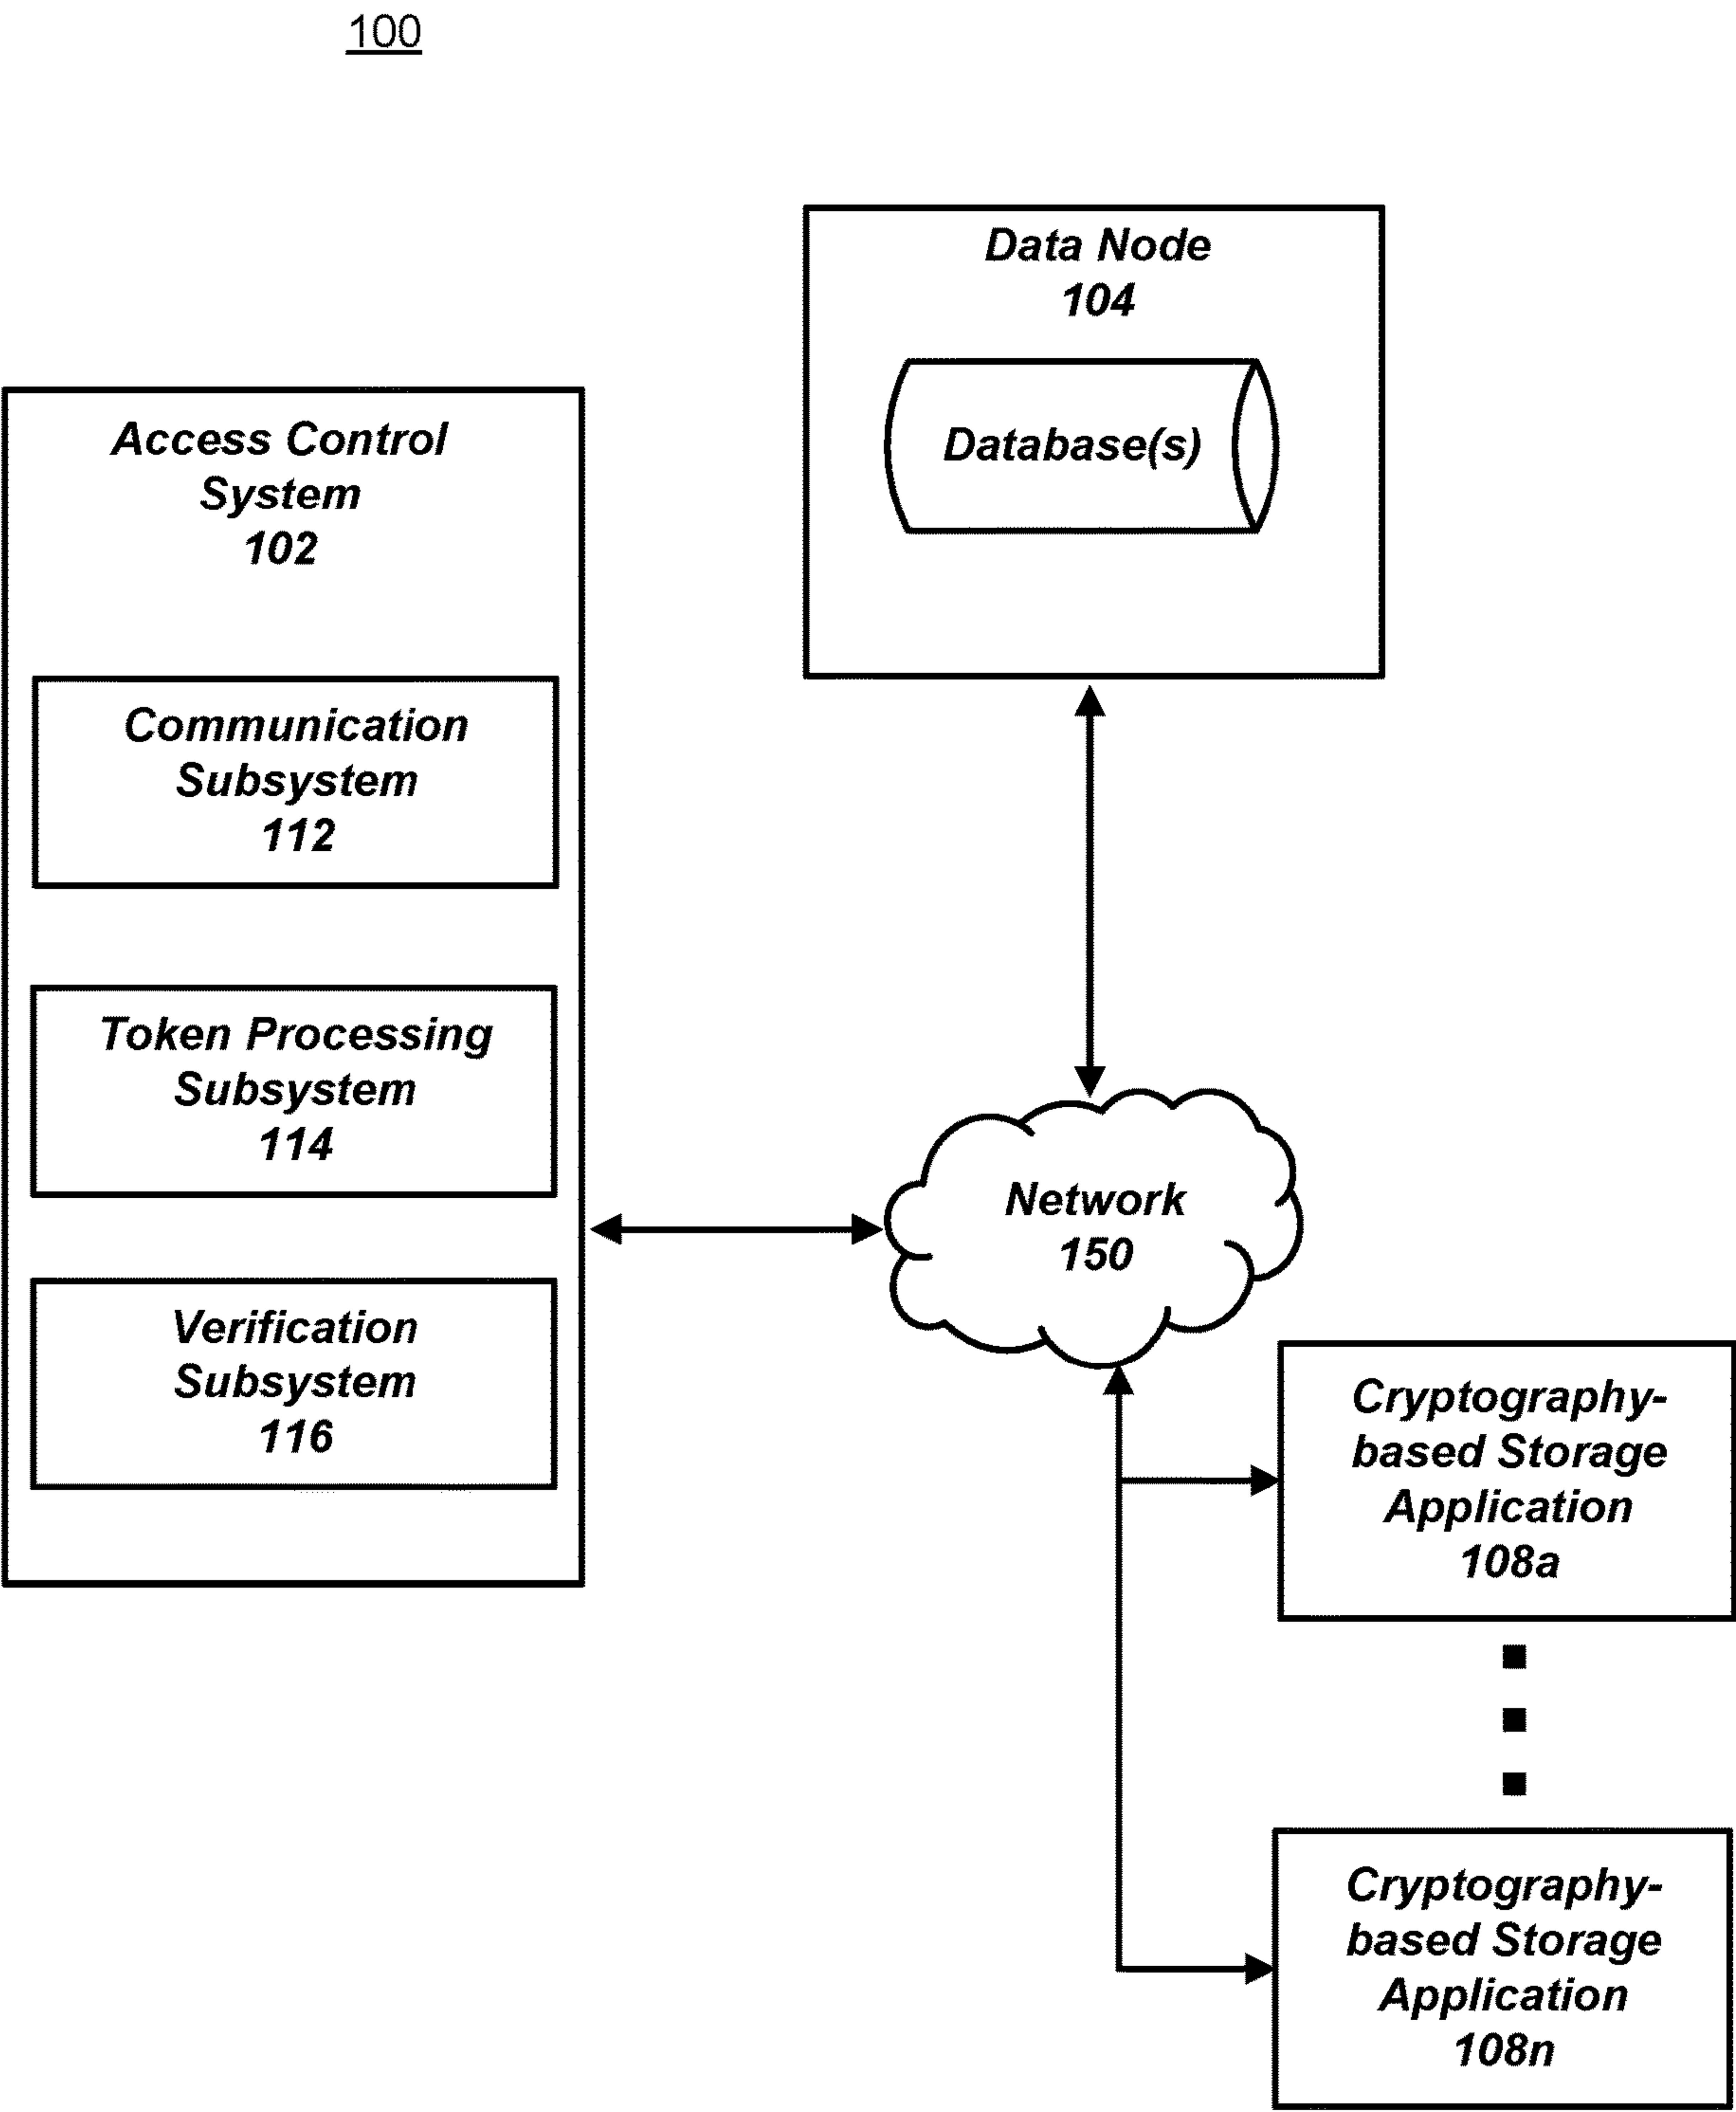 100
Data Node
104
Database(s)
Access Control
System
102
Communication
Subsystem
112
Token Processing
Subsystem
114
Verification
Subsystem
116
Network
150
Cryptography-
based Storage
Application
108a
Cryptography-
based Storage
Application
108n